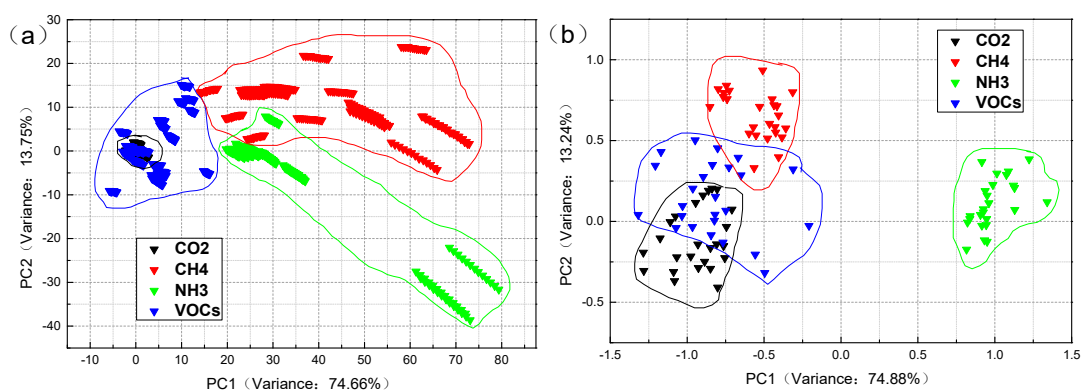 (a)
30
20
10
0
-10
-20
-30
-40
PC2（Variance：13.75%）
CO2
CH4
NH3
VOCs
-10 0 10 20 30 40 50 60 70 80
PC1（Variance：74.66%）
(b)
1.0
0.5
0.0
-0.5
PC2（Variance：13.24%）
CO2
CH4
NH3
VOCs
-1.5 -1.0 -0.5 0.0 0.5 1.0 1.5
PC1（Variance：74.88%）